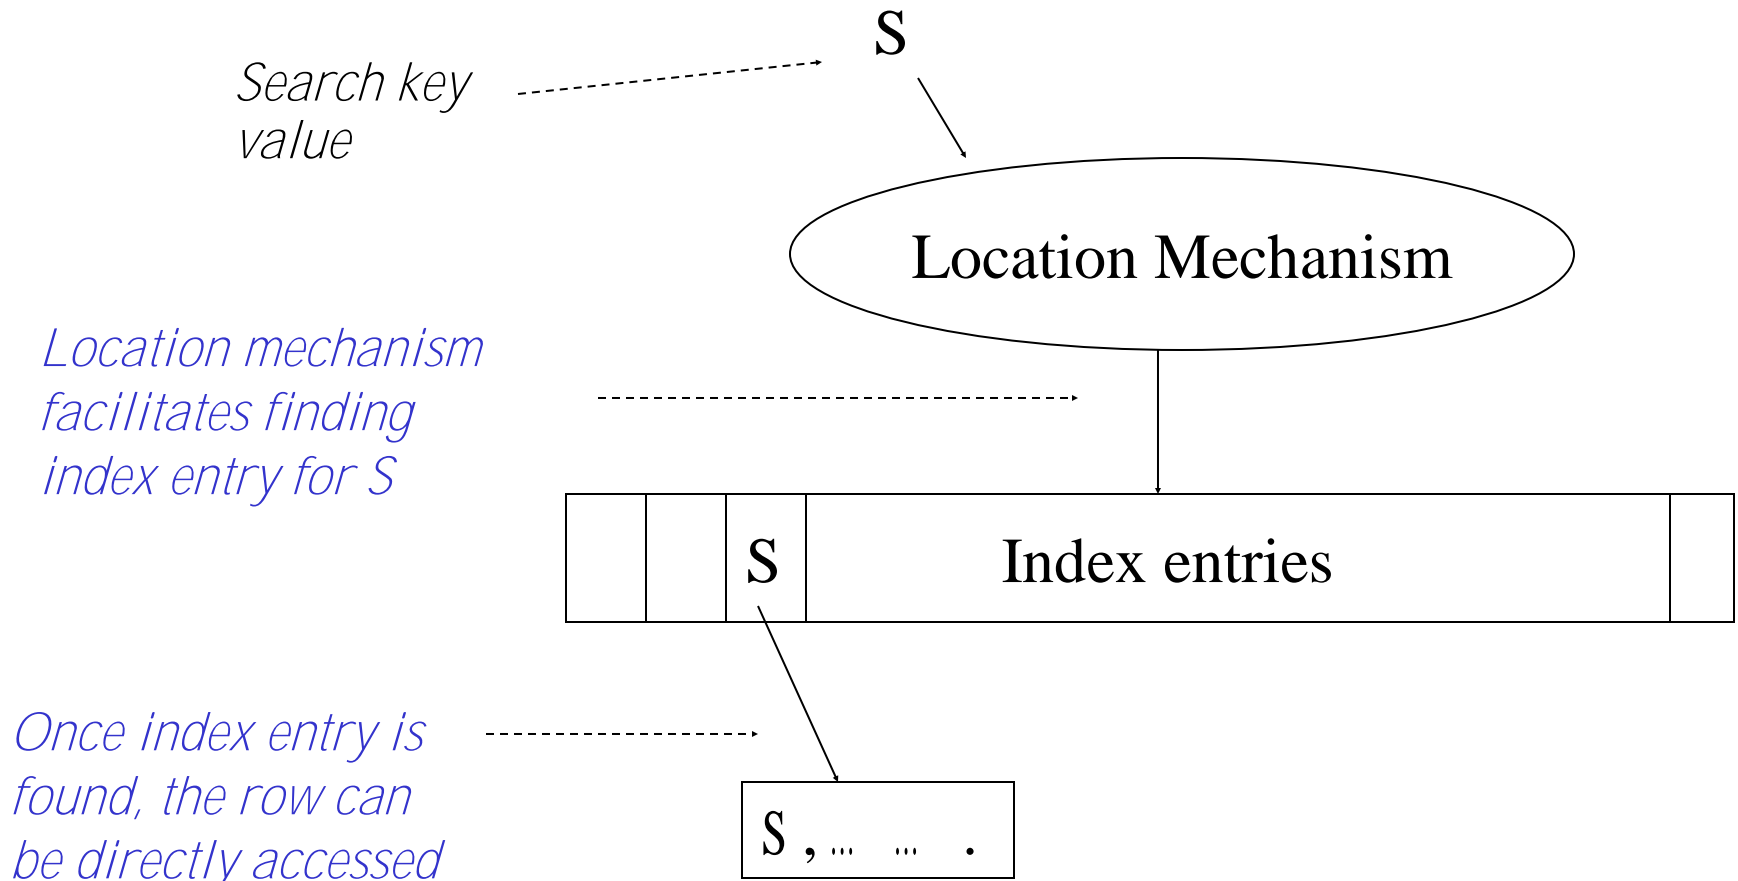 S
Search key
value
Location Mechanism
Location mechanism
facilitates finding
index entry for S
S
Index entries
Once index entry is
found, the row can
be directly accessed
S, … … .